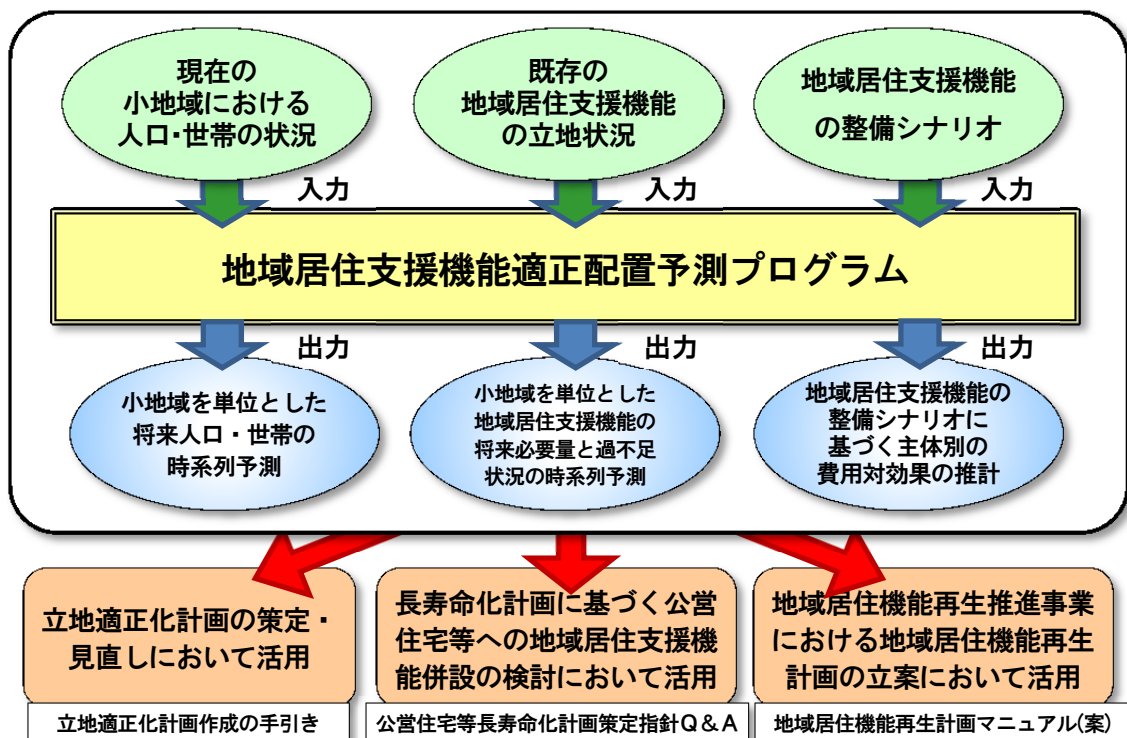 現在の
小地域における
人口・世帯の状況
既存の
地域居住支援機能
の立地状況
地域居住支援機能
の整備シナリオ
入力
入力
入力
地域居住支援機能適正配置予測プログラム
出力
出力
出力
小地域を単位とした
将来人口・世帯の
時系列予測
小地域を単位とした
地域居住支援機能の
将来必要量と過不足
状況の時系列予測
地域居住支援機能の
整備シナリオに
基づく主体別の
費用対効果の推計
立地適正化計画の策定・
見直しにおいて活用
長寿命化計画に基づく公営
住宅等への地域居住支援機
能併設の検討において活用
地域居住機能再生推進事業
における地域居住機能再生
計画の立案において活用
立地適正化計画作成の手引き
公営住宅等長寿命化計画策定指針Q＆A
地域居住機能再生計画マニュアル(案)